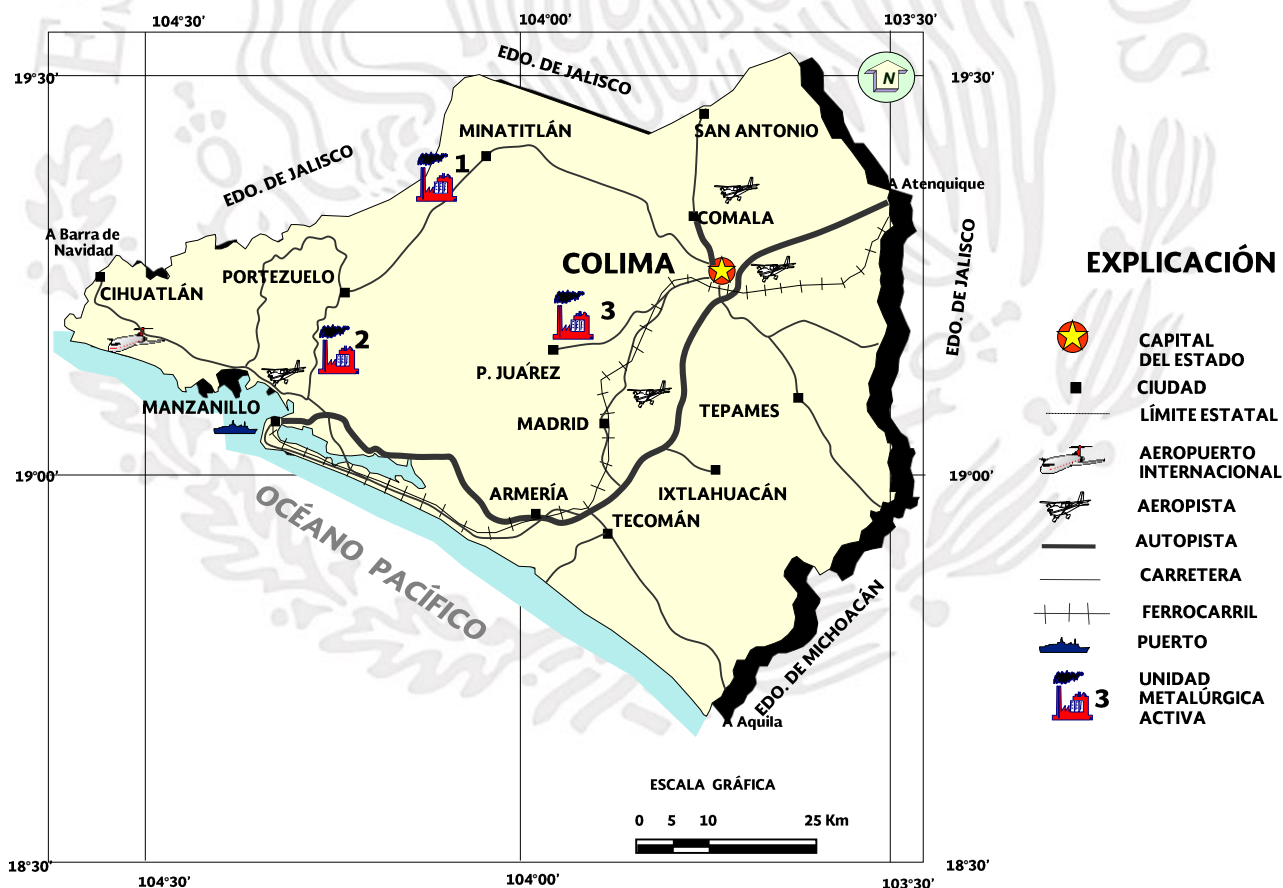 104°30'
104°00'
103°30'
19°30'
19°30'
EDO. DE JALISCO
N
MINATITLÁN
SAN ANTONIO
1
EDO. DE JALISCO
A Atenquique
COMALA
A Barra de
Navidad
COLIMA
EDO. DE JALISCO
EXPLICACIÓN
PORTEZUELO
CIHUATLÁN
3
2
CAPITAL
DEL ESTADO
P. JUÁREZ
CIUDAD
MANZANILLO
TEPAMES
LÍMITE ESTATAL
MADRID
AEROPUERTO
INTERNACIONAL
19°00'
19°00'
ARMERÍA
IXTLAHUACÁN
AEROPISTA
TECOMÁN
OCÉANO PACÍFICO
AUTOPISTA
CARRETERA
FERROCARRIL
EDO. DE MICHOACÁN
PUERTO
UNIDAD
METALÚRGICA
ACTIVA
3
A Aquila
ESCALA GRÁFICA
0 5 10 25 Km
18°30'
18°30'
104°30'
104°00'
103°30'